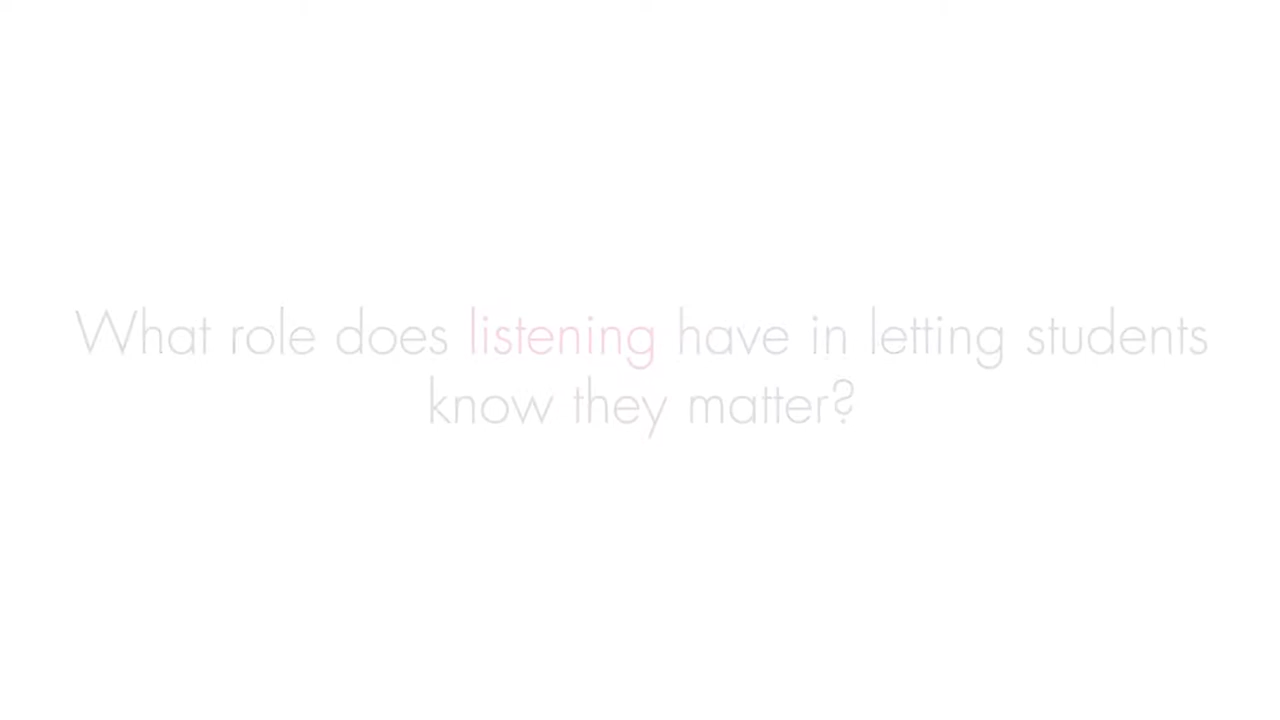 What role does listening have in letting students
know they matter?